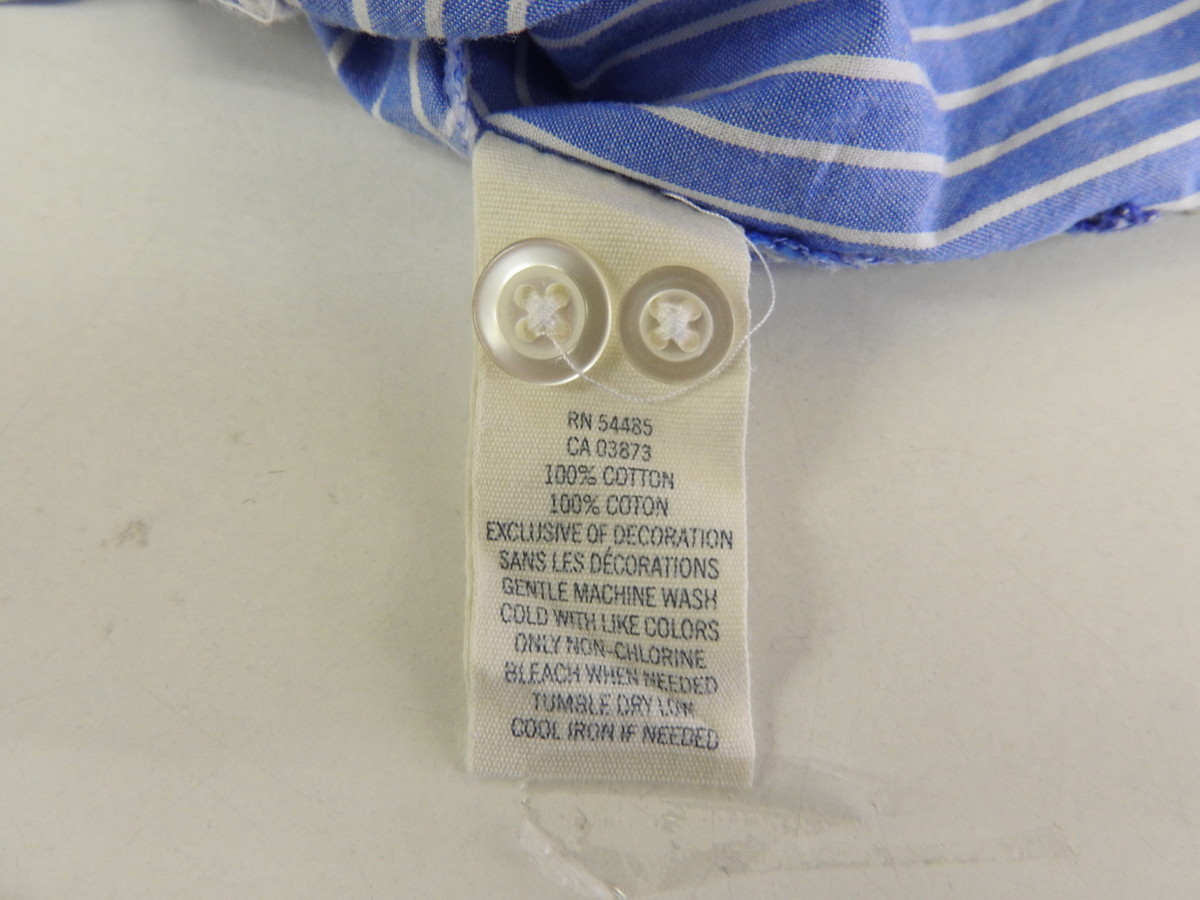 RN 54485
CA 03873
100% COTTON
100% COTON
EXCLUSIVE OF DECORATION
SANS LES DÉCORATIONS
GENTLE MACHINE WASH
COLD WITH LIKE COLORS
ONLY NON-CHLORINE
BLEACH WHEN NEEDED
TUMBLE DRY LOW
COOL IRON IF NEEDED